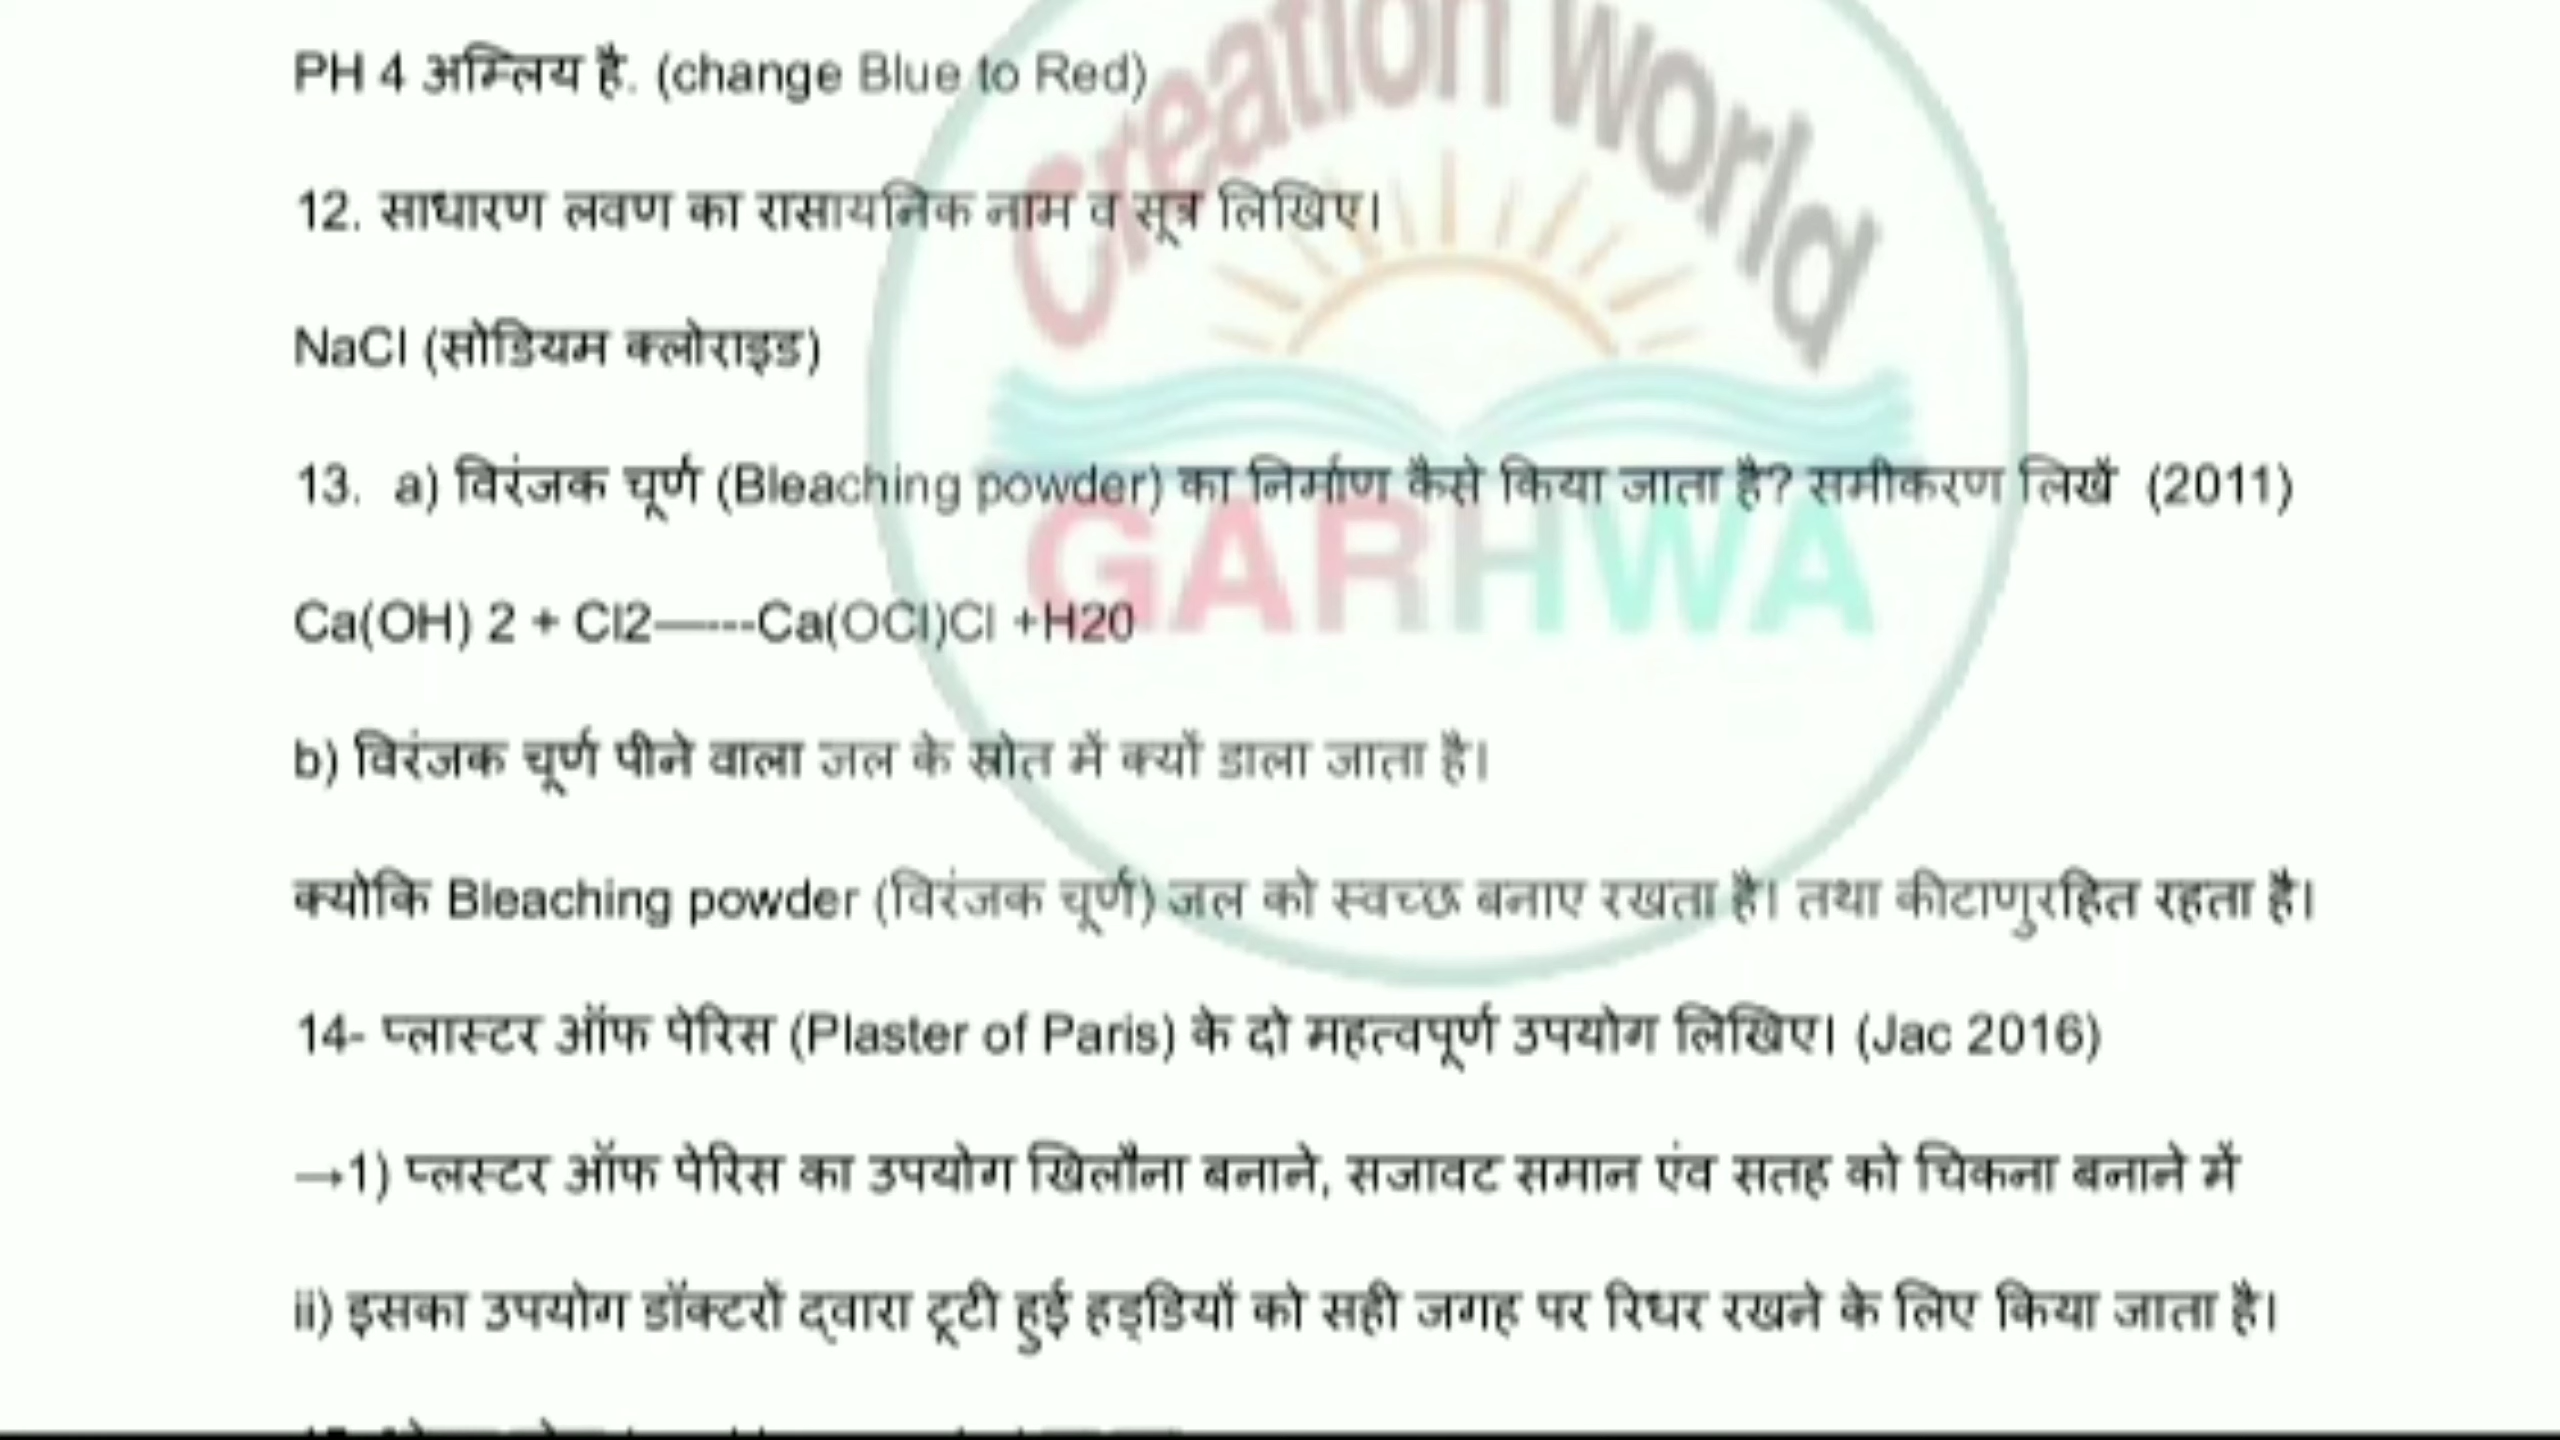 PH 4 अम्लिय है. (change Blue to Red)
Creation world
12. साधारण लवण का रासायनिक नाम व सूत्र लिखिए।
NaCl (सोडियम क्लोराइड)
13. a) विरंजक चूर्ण (Bleaching powder) का निर्माण कैसे किया जाता है? समीकरण लिखें (2011)
GARHWA
Ca(OH) 2 + Cl2—---Ca(OCl)Cl +H20
b) विरंजक चूर्ण पीने वाला जल के स्रोत में क्यों डाला जाता है।
क्योकि Bleaching powder (विरंजक चूर्ण) जल को स्वच्छ बनाए रखता है। तथा कीटाणुरहित रहता है।
14- प्लास्टर ऑफ पेरिस (Plaster of Paris) के दो महत्वपूर्ण उपयोग लिखिए। (Jac 2016)
→1) प्लस्टर ऑफ पेरिस का उपयोग खिलौना बनाने, सजावट समान एंव सतह को चिकना बनाने में
ii) इसका उपयोग डॉक्टरों द्वारा टूटी हुई हड्डियों को सही जगह पर रिधर रखने के लिए किया जाता है।